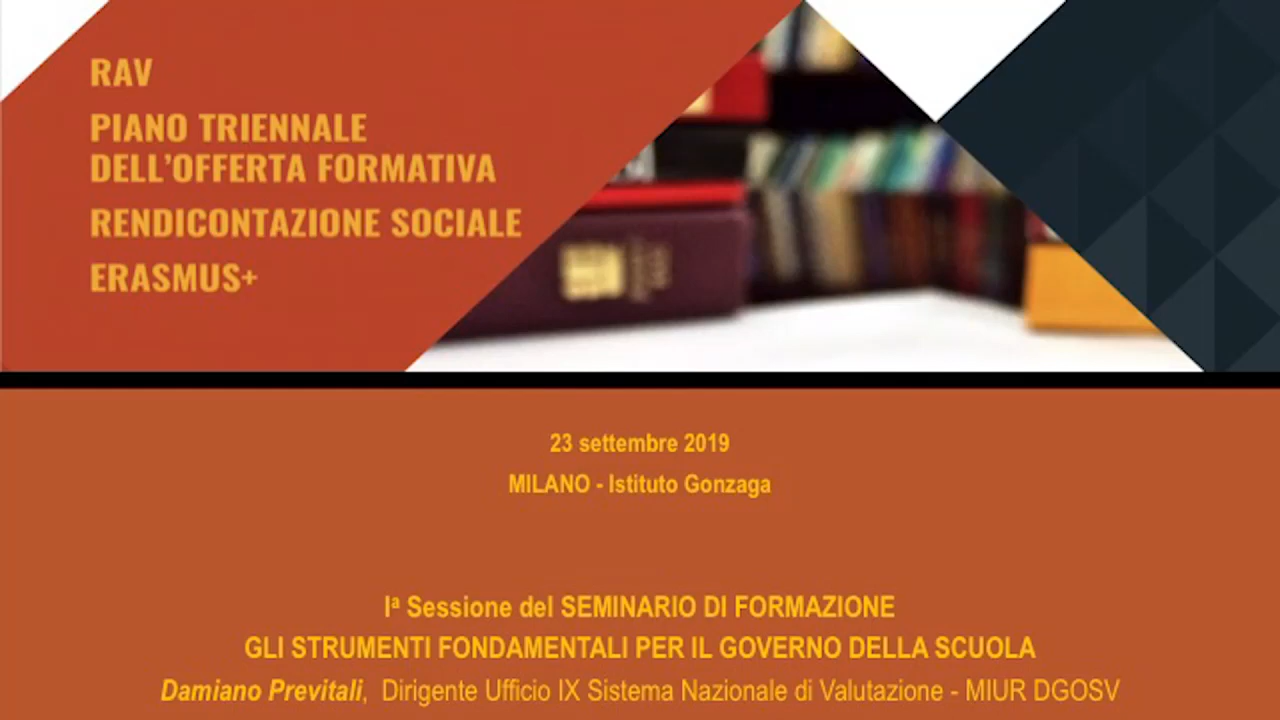 RAV
PIANO TRIENNALE
DELL'OFFERTA FORMATIVA
RENDICONTAZIONE SOCIALE
ERASMUS+
23 settembre 2019
MILANO - Istituto Gonzaga
Iª Sessione del SEMINARIO DI FORMAZIONE
GLI STRUMENTI FONDAMENTALI PER IL GOVERNO DELLA SCUOLA
Damiano Previtali, Dirigente Ufficio IX Sistema Nazionale di Valutazione - MIUR DGOSV